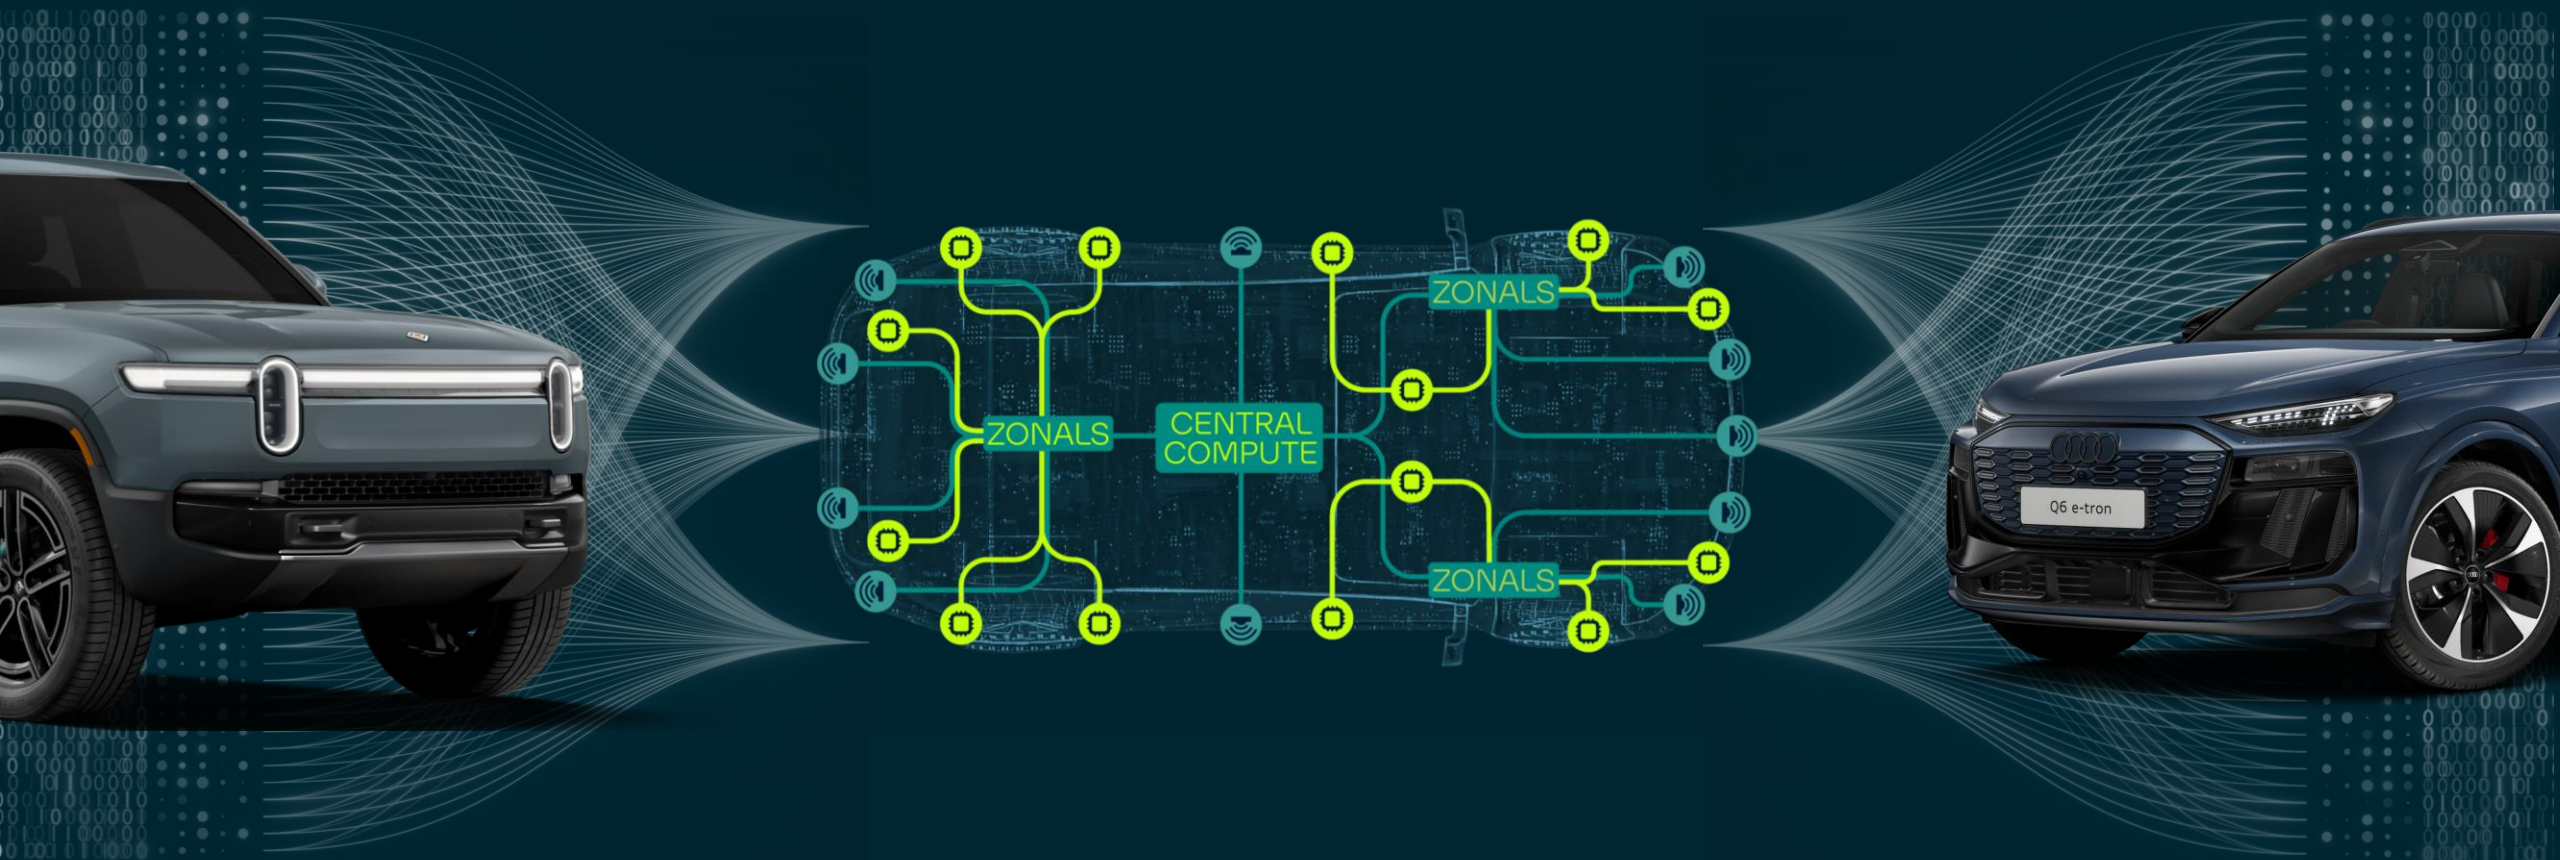 ZONALS
CENTRAL
COMPUTE
ZONALS
ZONALS
Q6 e-tron